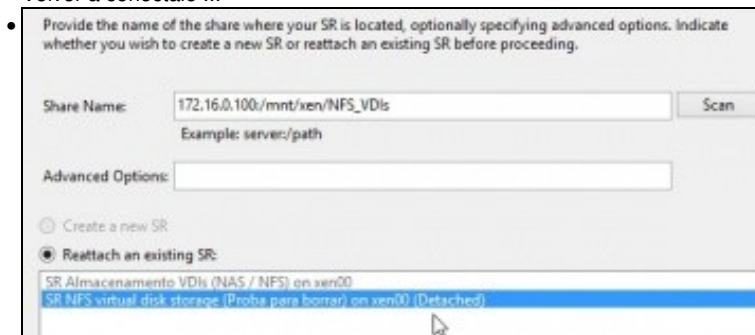 Provide the name of the share where your SR is located, optionally specifying advanced options. Indicate
whether you wish to create a new SR or reattach an existing SR before proceeding.
Share Name: 172.16.0.100:/mnt/xen/NFS_VDIs Scan
Example: server:/path
Advanced Options:
Create a new SR
Reattach an existing SR:
SR Almacenamento VDIs (NAS / NFS) on xen00
SR NFS virtual disk storage (Proba para borrar) on xen00 (Detached)